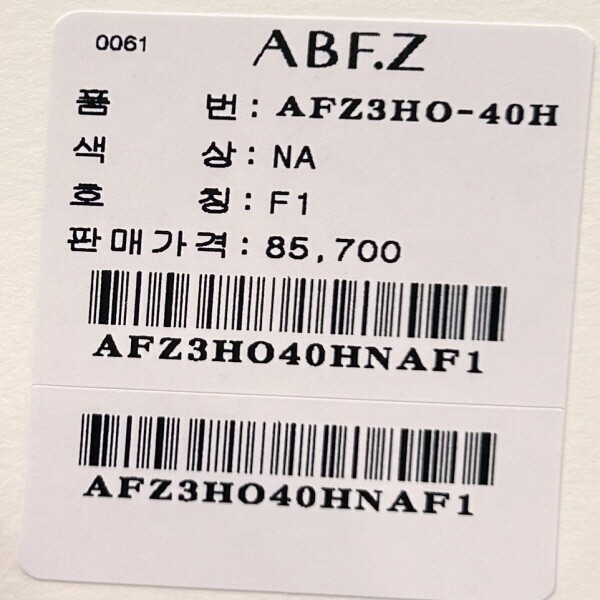 0061 ABF.Z
품 번: AFZ3HO-40H
색 상: NA
호 칭: F1
판매가격: 85,700
AFZ3HO40HNAF1
AFZ3HO40HNAF1